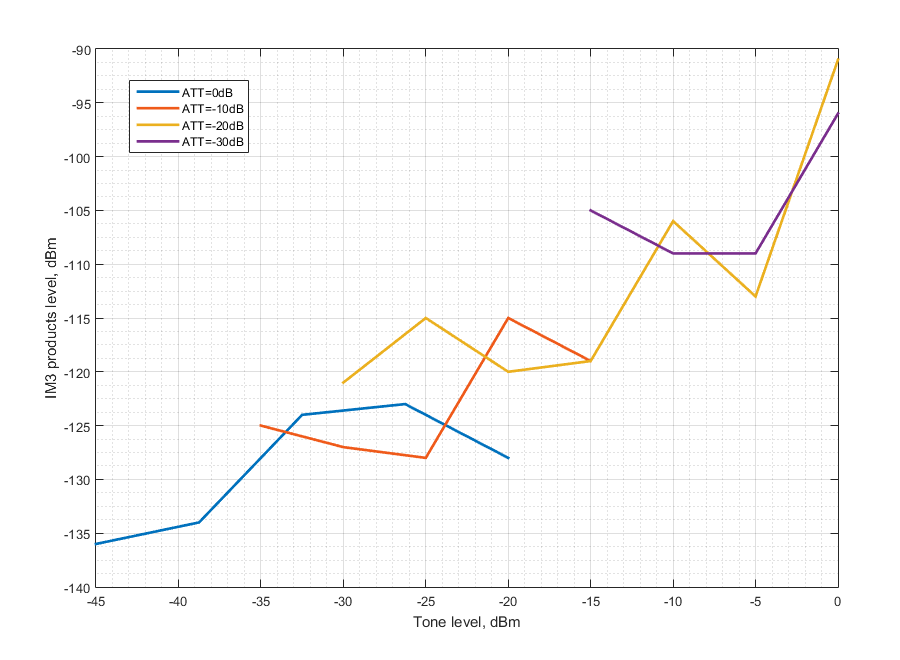 -90
-95
-100
-105
-110
-115
-120
-125
-130
-135
-140
IM3 products level, dBm
ATT=0dB
ATT=-10dB
ATT=-20dB
ATT=-30dB
-45 -40 -35 -30 -25 -20 -15 -10 -5 0
Tone level, dBm